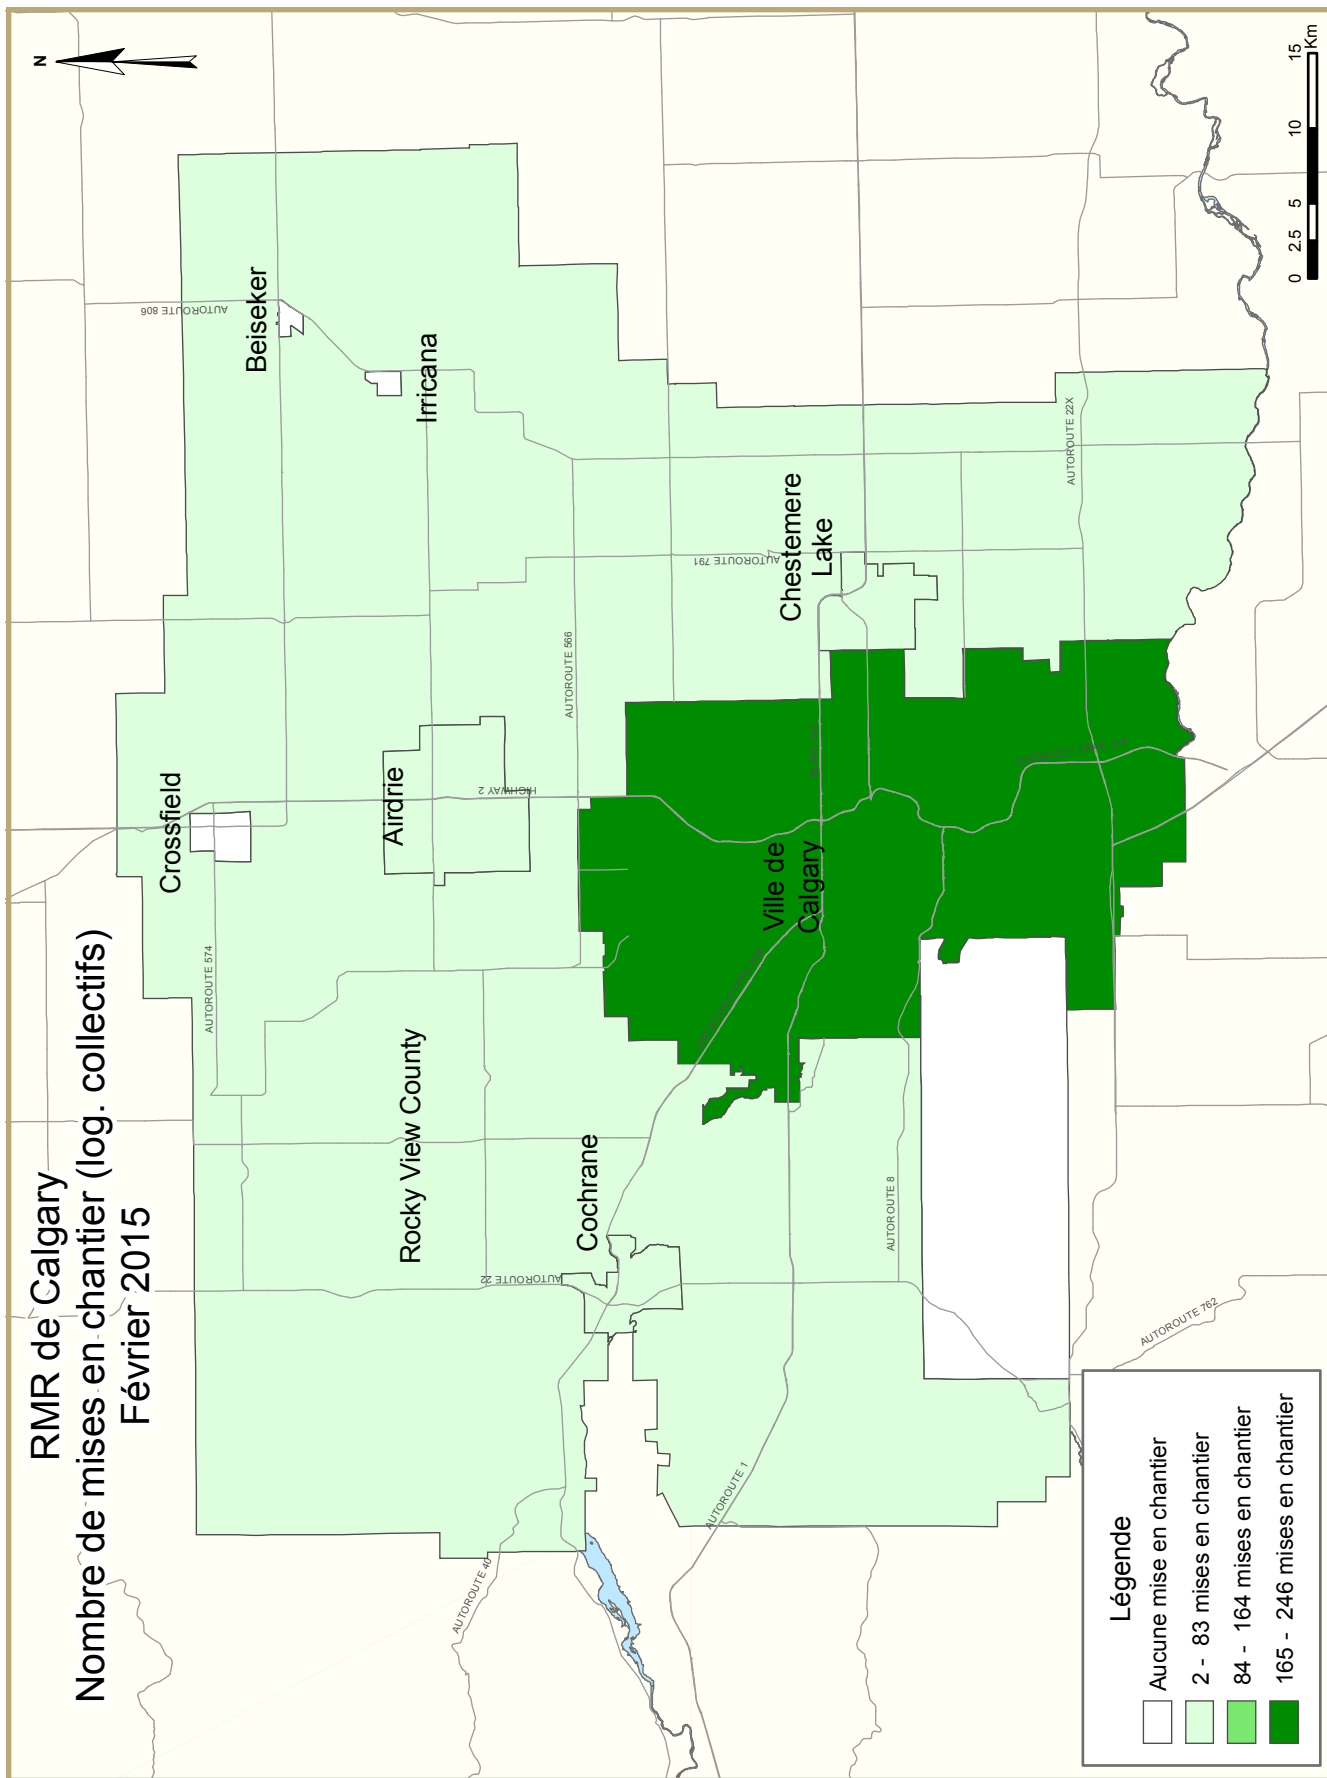 RMR de Calgary
Nombre de mises en chantier (log. collectifs)
Février 2015
N
Crossfield
Beiseker
Irricana
Airdrie
Rocky View County
Cochrane
Chestemere
Lake
Ville de
Calgary
AUTOROUTE 574
AUTOROUTE 806
HIGHWAY 2
AUTOROUTE 566
AUTOROUTE 22
AUTOROUTE 791
AUTOROUTE 40
AUTOROUTE 1
AUTOROUTE 8
AUTOROUTE 22X
AUTOROUTE 762
Légende
Aucune mise en chantier
2 - 83 mises en chantier
84 - 164 mises en chantier
165 - 246 mises en chantier
0 2.5 5 10 15
Km